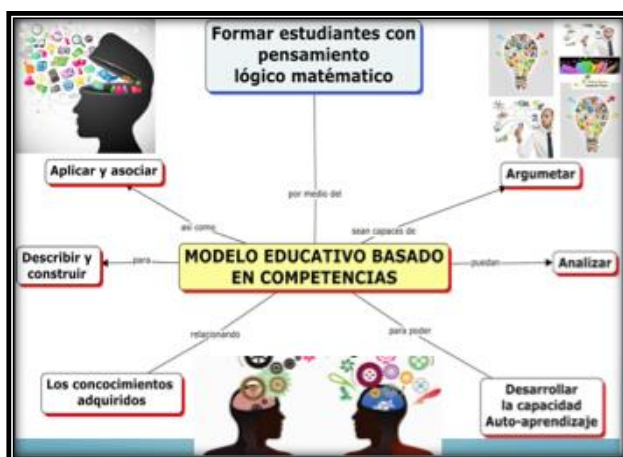 Formar estudiantes con
pensamiento
lógico matématico
por medio del
Aplicar y asociar
Argumetar
así como
sean capaces de
Describir y
construir
para
MODELO EDUCATIVO BASADO
EN COMPETENCIAS
puedan
Analizar
relacionando
para poder
Los concocimientos
adquiridos
Desarrollar
la capacidad
Auto-aprendizaje